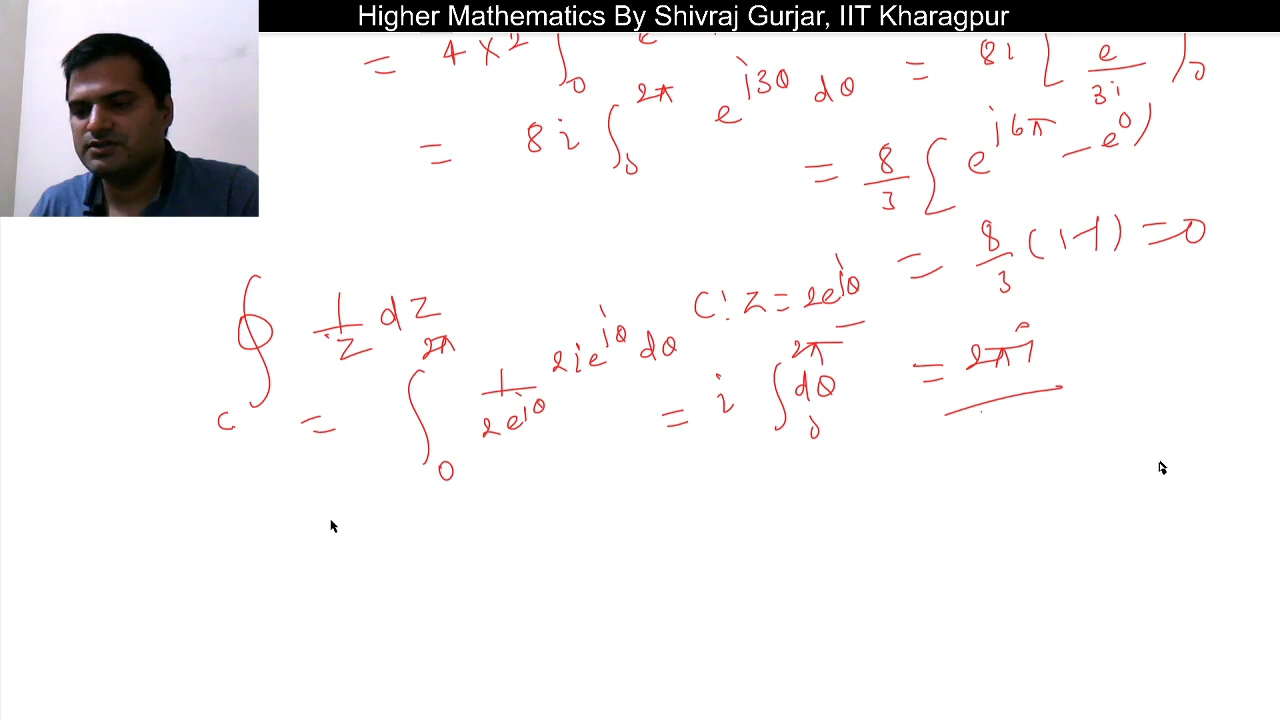 Higher Mathematics By Shivraj Gurjar, IIT Kharagpur
= 4 × 2 ∫₀ e = 8i [ e / 3i ]₀
= 8i ∫₀^2π e^i3θ dθ = 8/3 [ e^i6π − e^0 )
= 8/3 (1-1) = 0
∮_C 1/z dz C: z = 2e^iθ
= ∫₀^2π 1/2e^iθ 2ie^iθ dθ = i ∫₀^2π dθ = 2πi